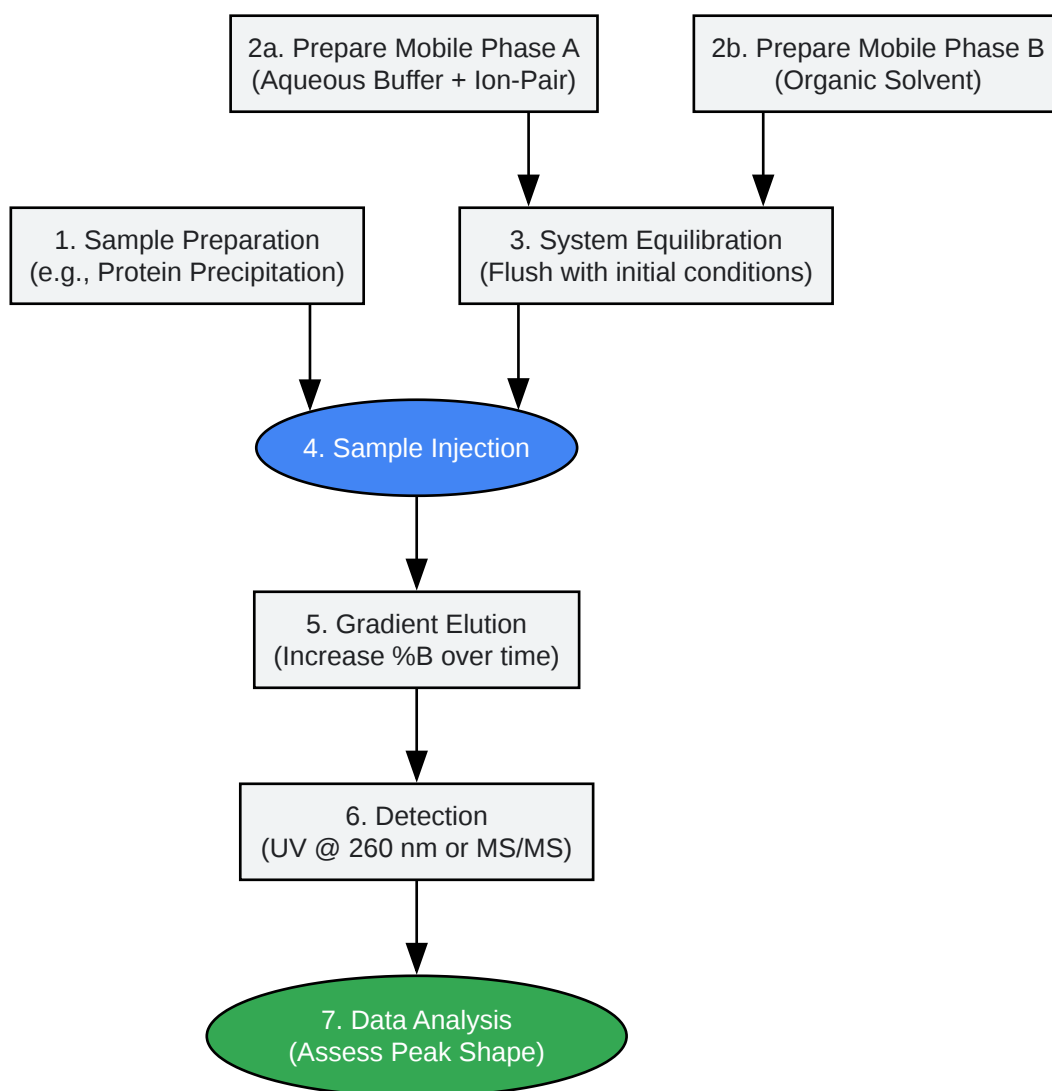 2a. Prepare Mobile Phase A
(Aqueous Buffer + Ion-Pair)
2b. Prepare Mobile Phase B
(Organic Solvent)
1. Sample Preparation
(e.g., Protein Precipitation)
3. System Equilibration
(Flush with initial conditions)
4. Sample Injection
5. Gradient Elution
(Increase %B over time)
6. Detection
(UV @ 260 nm or MS/MS)
7. Data Analysis
(Assess Peak Shape)